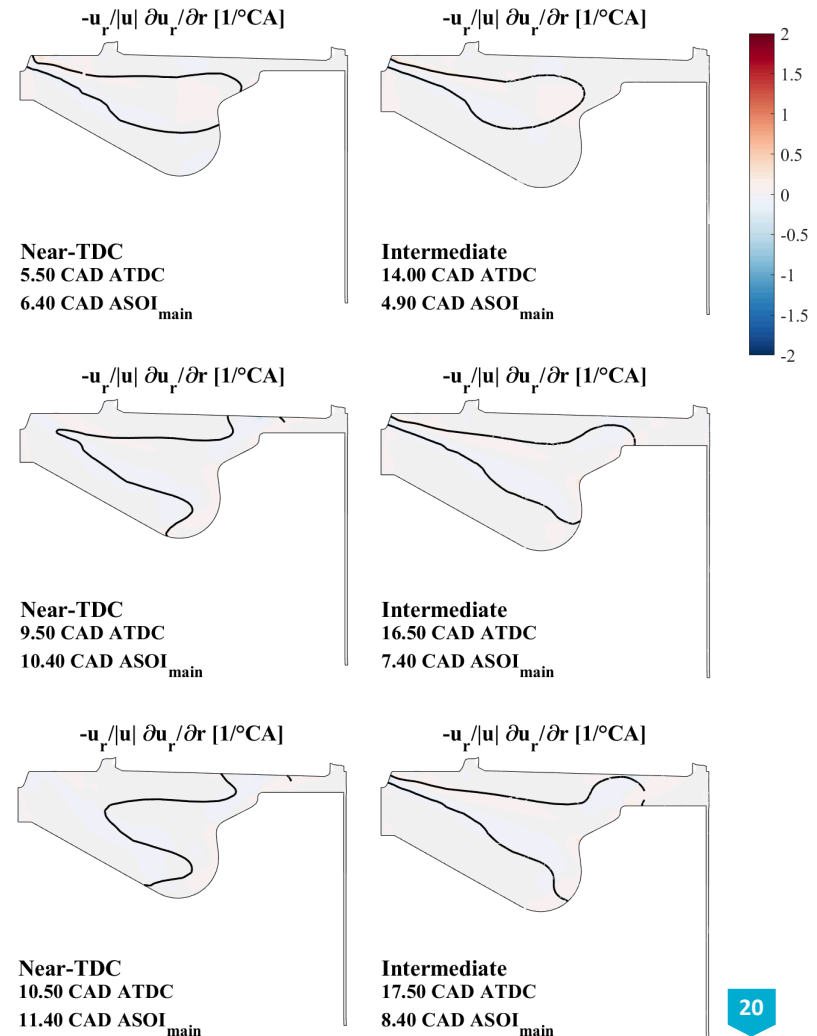 -u_r/|u| ∂u_r/∂r [1/°CA]
-u_r/|u| ∂u_r/∂r [1/°CA]
2
1.5
1
0.5
0
-0.5
-1
-1.5
-2
Near-TDC
5.50 CAD ATDC
6.40 CAD ASOI_main
Intermediate
14.00 CAD ATDC
4.90 CAD ASOI_main
-u_r/|u| ∂u_r/∂r [1/°CA]
-u_r/|u| ∂u_r/∂r [1/°CA]
Near-TDC
9.50 CAD ATDC
10.40 CAD ASOI_main
Intermediate
16.50 CAD ATDC
7.40 CAD ASOI_main
-u_r/|u| ∂u_r/∂r [1/°CA]
-u_r/|u| ∂u_r/∂r [1/°CA]
Near-TDC
10.50 CAD ATDC
11.40 CAD ASOI_main
Intermediate
17.50 CAD ATDC
8.40 CAD ASOI_main
20